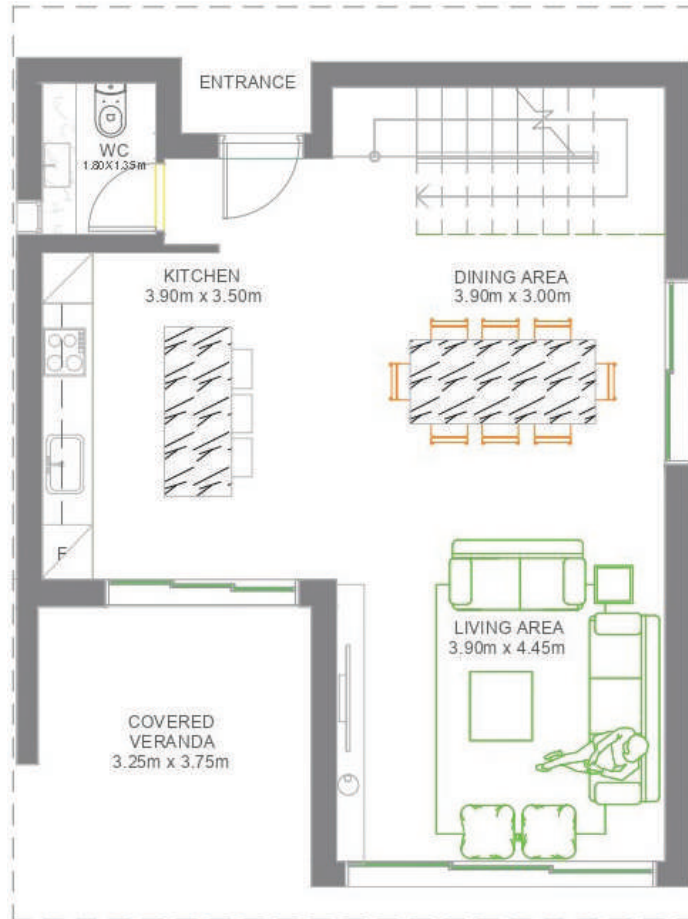 ENTRANCE
WC
1.80X1.35m
KITCHEN
3.90m x 3.50m
DINING AREA
3.90m x 3.00m
F
LIVING AREA
3.90m x 4.45m
COVERED
VERANDA
3.25m x 3.75m